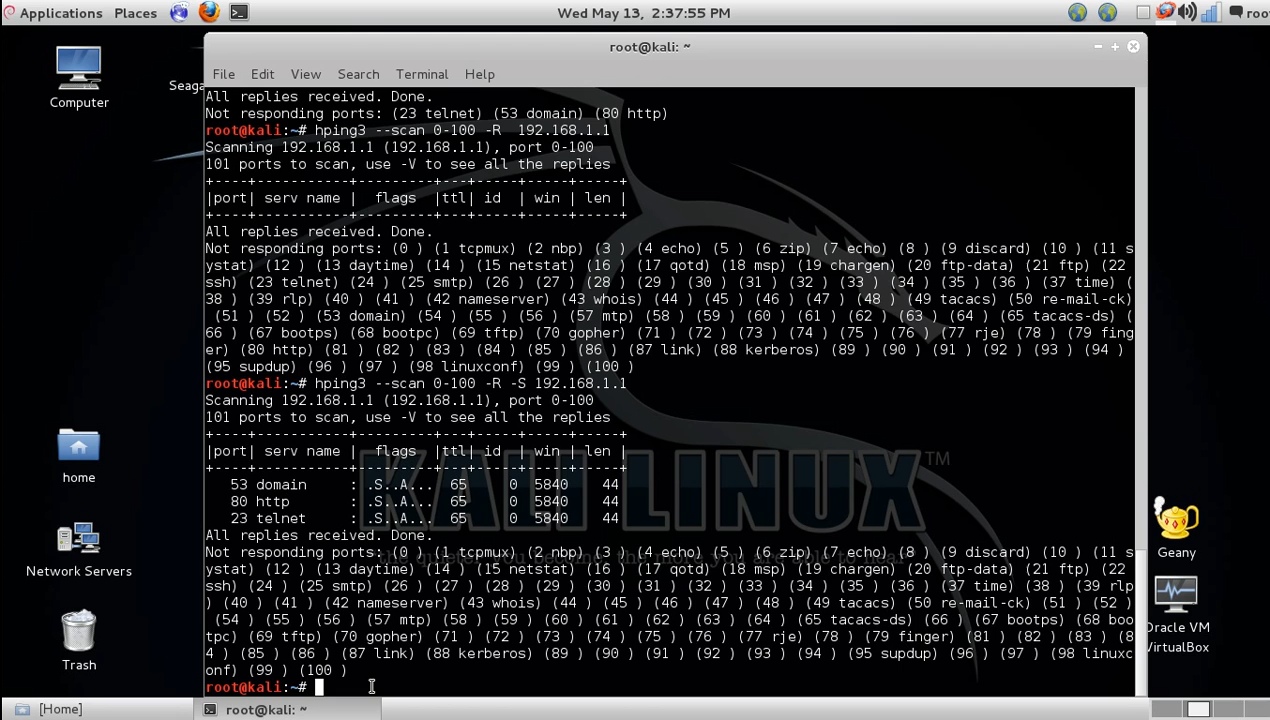 Applications Places Wed May 13, 2:37:55 PM roo
Computer
Seaga
home
Network Servers
Trash
root@kali: ~
File Edit View Search Terminal Help
All replies received. Done.
Not responding ports: (23 telnet) (53 domain) (80 http)
root@kali:~# hping3 --scan 0-100 -R  192.168.1.1
Scanning 192.168.1.1 (192.168.1.1), port 0-100
101 ports to scan, use -V to see all the replies
+----+-----------+---------+---+-----+-----+-----+
|port| serv name |  flags  |ttl| id  | win | len |
+----+-----------+---------+---+-----+-----+-----+
All replies received. Done.
Not responding ports: (0 ) (1 tcpmux) (2 nbp) (3 ) (4 echo) (5 ) (6 zip) (7 echo) (8 ) (9 discard) (10 ) (11 s
ystat) (12 ) (13 daytime) (14 ) (15 netstat) (16 ) (17 qotd) (18 msp) (19 chargen) (20 ftp-data) (21 ftp) (22
ssh) (23 telnet) (24 ) (25 smtp) (26 ) (27 ) (28 ) (29 ) (30 ) (31 ) (32 ) (33 ) (34 ) (35 ) (36 ) (37 time) (
38 ) (39 rlp) (40 ) (41 ) (42 nameserver) (43 whois) (44 ) (45 ) (46 ) (47 ) (48 ) (49 tacacs) (50 re-mail-ck)
(51 ) (52 ) (53 domain) (54 ) (55 ) (56 ) (57 mtp) (58 ) (59 ) (60 ) (61 ) (62 ) (63 ) (64 ) (65 tacacs-ds) (
66 ) (67 bootps) (68 bootpc) (69 tftp) (70 gopher) (71 ) (72 ) (73 ) (74 ) (75 ) (76 ) (77 rje) (78 ) (79 fing
er) (80 http) (81 ) (82 ) (83 ) (84 ) (85 ) (86 ) (87 link) (88 kerberos) (89 ) (90 ) (91 ) (92 ) (93 ) (94 )
(95 supdup) (96 ) (97 ) (98 linuxconf) (99 ) (100 )
root@kali:~# hping3 --scan 0-100 -R -S 192.168.1.1
Scanning 192.168.1.1 (192.168.1.1), port 0-100
101 ports to scan, use -V to see all the replies
+----+-----------+---------+---+-----+-----+-----+
|port| serv name |  flags  |ttl| id  | win | len |
+----+-----------+---------+---+-----+-----+-----+
53 domain : .S..A... 65 0 5840 44
80 http : .S..A... 65 0 5840 44
23 telnet : .S..A... 65 0 5840 44
All replies received. Done.
Not responding ports: (0 ) (1 tcpmux) (2 nbp) (3 ) (4 echo) (5 ) (6 zip) (7 echo) (8 ) (9 discard) (10 ) (11 s
ystat) (12 ) (13 daytime) (14 ) (15 netstat) (16 ) (17 qotd) (18 msp) (19 chargen) (20 ftp-data) (21 ftp) (22
ssh) (24 ) (25 smtp) (26 ) (27 ) (28 ) (29 ) (30 ) (31 ) (32 ) (33 ) (34 ) (35 ) (36 ) (37 time) (38 ) (39 rlp
) (40 ) (41 ) (42 nameserver) (43 whois) (44 ) (45 ) (46 ) (47 ) (48 ) (49 tacacs) (50 re-mail-ck) (51 ) (52 )
(54 ) (55 ) (56 ) (57 mtp) (58 ) (59 ) (60 ) (61 ) (62 ) (63 ) (64 ) (65 tacacs-ds) (66 ) (67 bootps) (68 boo
tpc) (69 tftp) (70 gopher) (71 ) (72 ) (73 ) (74 ) (75 ) (76 ) (77 rje) (78 ) (79 finger) (81 ) (82 ) (83 ) (8
4 ) (85 ) (86 ) (87 link) (88 kerberos) (89 ) (90 ) (91 ) (92 ) (93 ) (94 ) (95 supdup) (96 ) (97 ) (98 linuxc
onf) (99 ) (100 )
root@kali:~#
KALI LINUX™
Geany
Oracle VM
VirtualBox
[Home] root@kali: ~